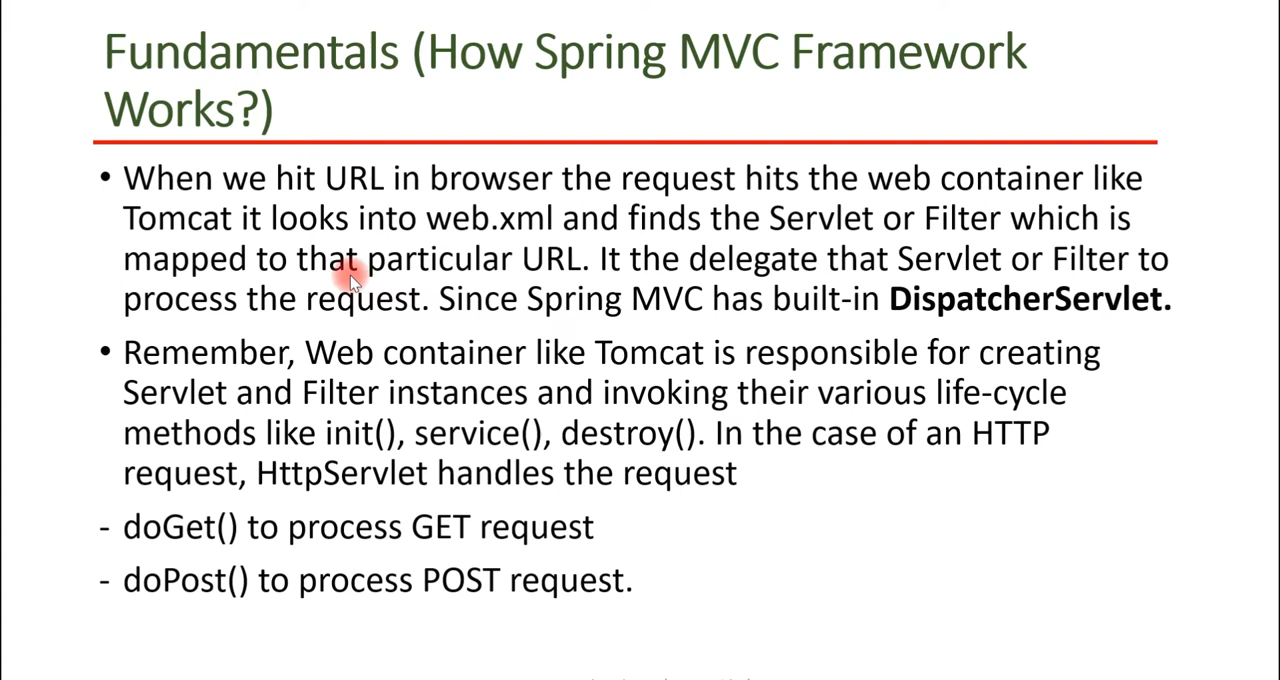 Fundamentals (How Spring MVC Framework
Works?)
• When we hit URL in browser the request hits the web container like
Tomcat it looks into web.xml and finds the Servlet or Filter which is
mapped to that particular URL. It the delegate that Servlet or Filter to
process the request. Since Spring MVC has built-in DispatcherServlet.
• Remember, Web container like Tomcat is responsible for creating
Servlet and Filter instances and invoking their various life-cycle
methods like init(), service(), destroy(). In the case of an HTTP
request, HttpServlet handles the request
- doGet() to process GET request
- doPost() to process POST request.